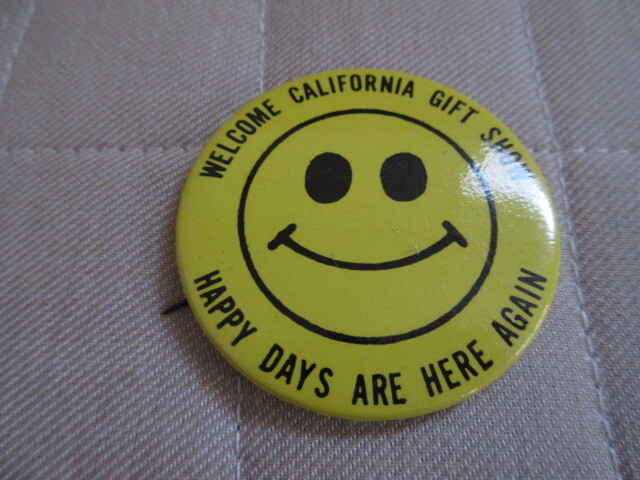 WELCOME CALIFORNIA GIFT SHOW
HAPPY DAYS ARE HERE AGAIN